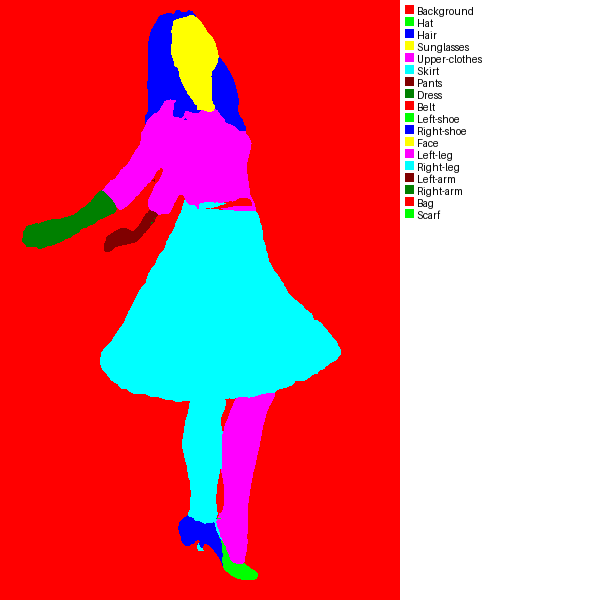 Background
Hat
Hair
Sunglasses
Upper-clothes
Skirt
Pants
Dress
Belt
Left-shoe
Right-shoe
Face
Left-leg
Right-leg
Left-arm
Right-arm
Bag
Scarf